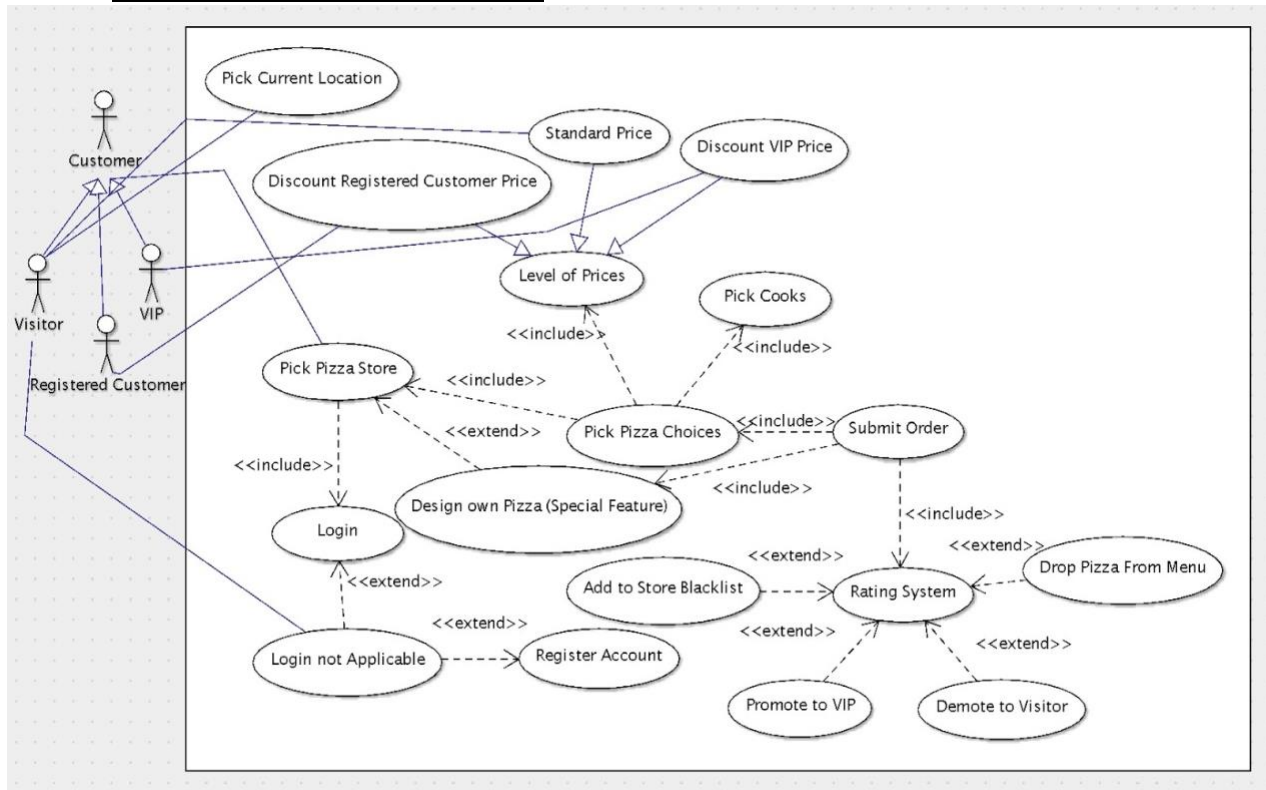 Pick Current Location
Customer
Standard Price
Discount VIP Price
Discount Registered Customer Price
Level of Prices
Pick Cooks
Visitor
VIP
Registered Customer
<<include>>
<<include>>
Pick Pizza Store
<<include>>
Pick Pizza Choices
<<include>>
Submit Order
<<extend>>
<<include>>
<<include>>
Design own Pizza (Special Feature)
<<include>>
Login
<<extend>>
<<extend>>
Drop Pizza From Menu
<<extend>>
Add to Store Blacklist
Rating System
<<extend>>
<<extend>>
<<extend>>
Login not Applicable
Register Account
Promote to VIP
Demote to Visitor